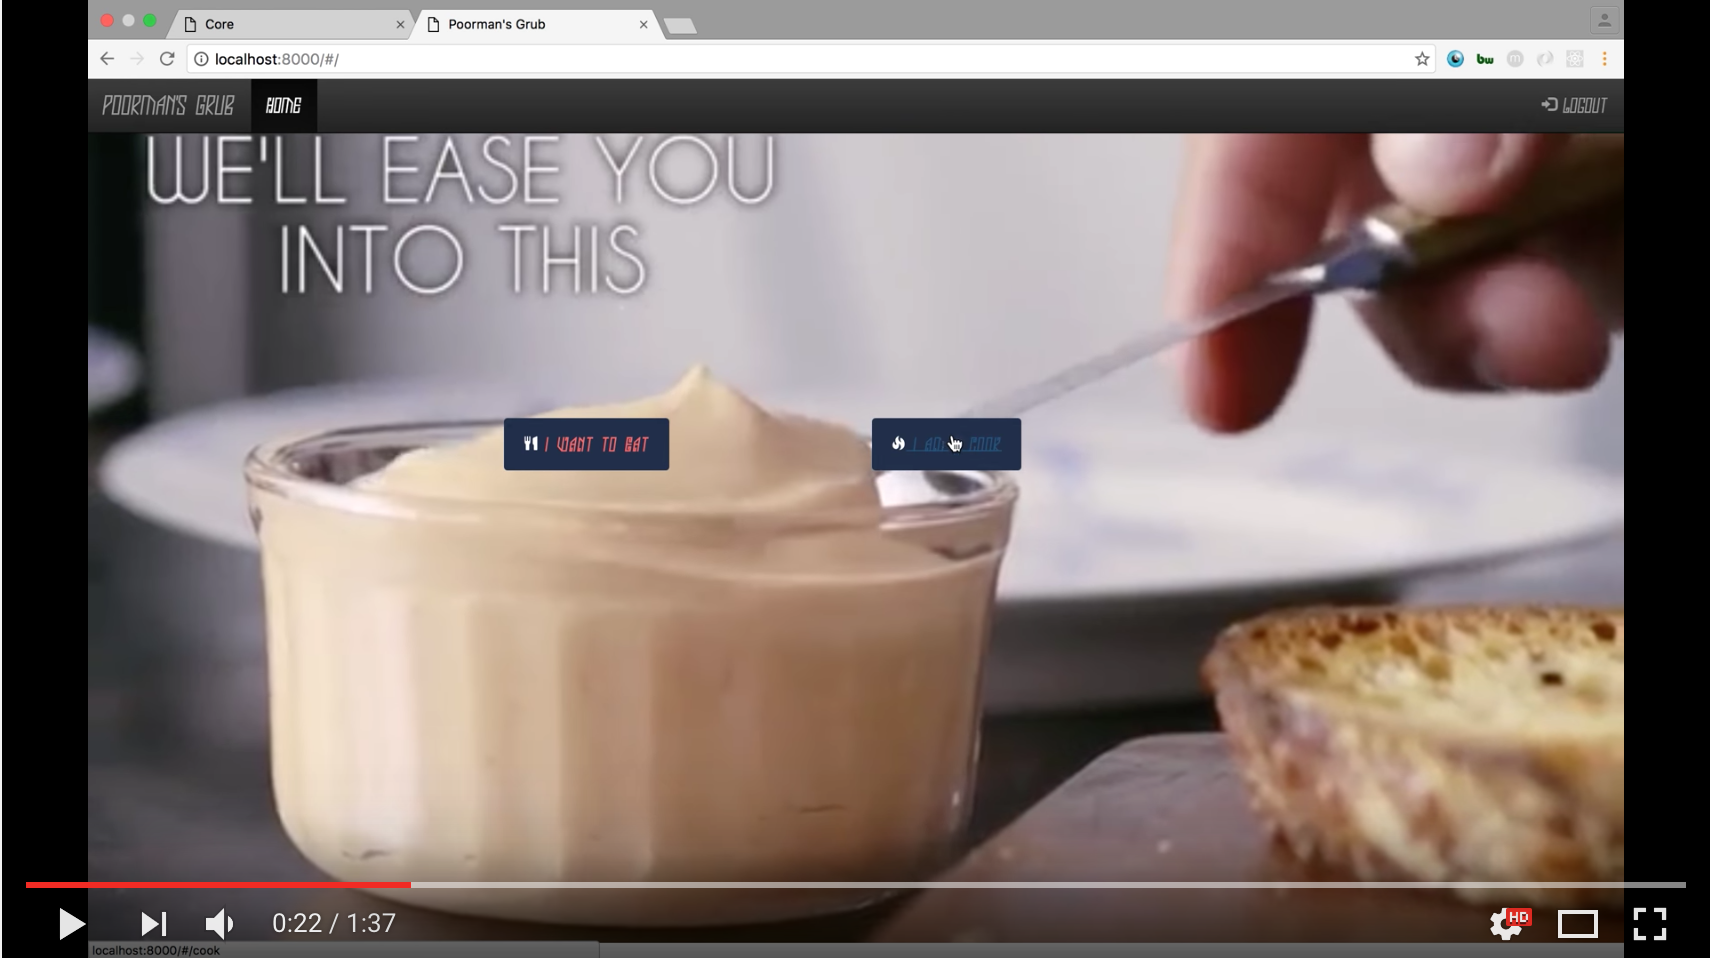 Core
Poorman's Grub
localhost:8000/#/
bw
m
POORMAN'S GRUB
HOME
LOGOUT
WE'LL EASE YOU
INTO THIS
I WANT TO EAT
I
COOK
0:22 / 1:37
HD
localhost:8000/#/cook